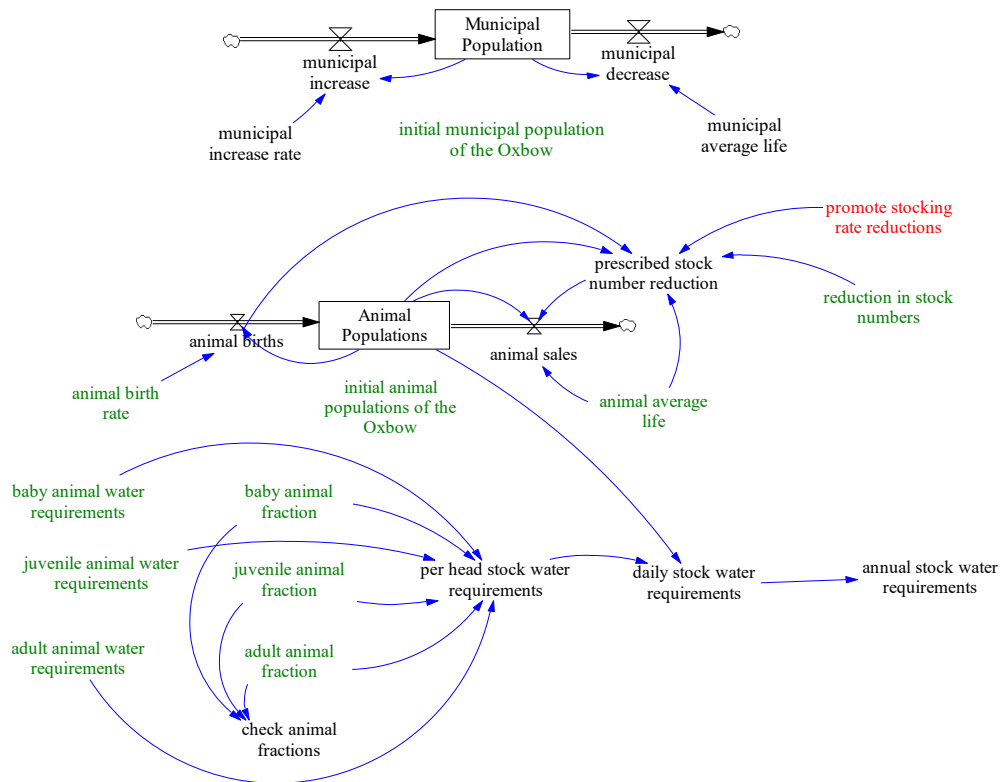 Municipal
Population
municipal
increase
municipal
decrease
municipal
increase rate
initial municipal population
of the Oxbow
municipal
average life
promote stocking
rate reductions
prescribed stock
number reduction
reduction in stock
numbers
animal births
Animal
Populations
animal sales
animal birth
rate
initial animal
populations of the
Oxbow
animal average
life
baby animal water
requirements
baby animal
fraction
juvenile animal water
requirements
juvenile animal
fraction
per head stock water
requirements
daily stock water
requirements
annual stock water
requirements
adult animal water
requirements
adult animal
fraction
check animal
fractions